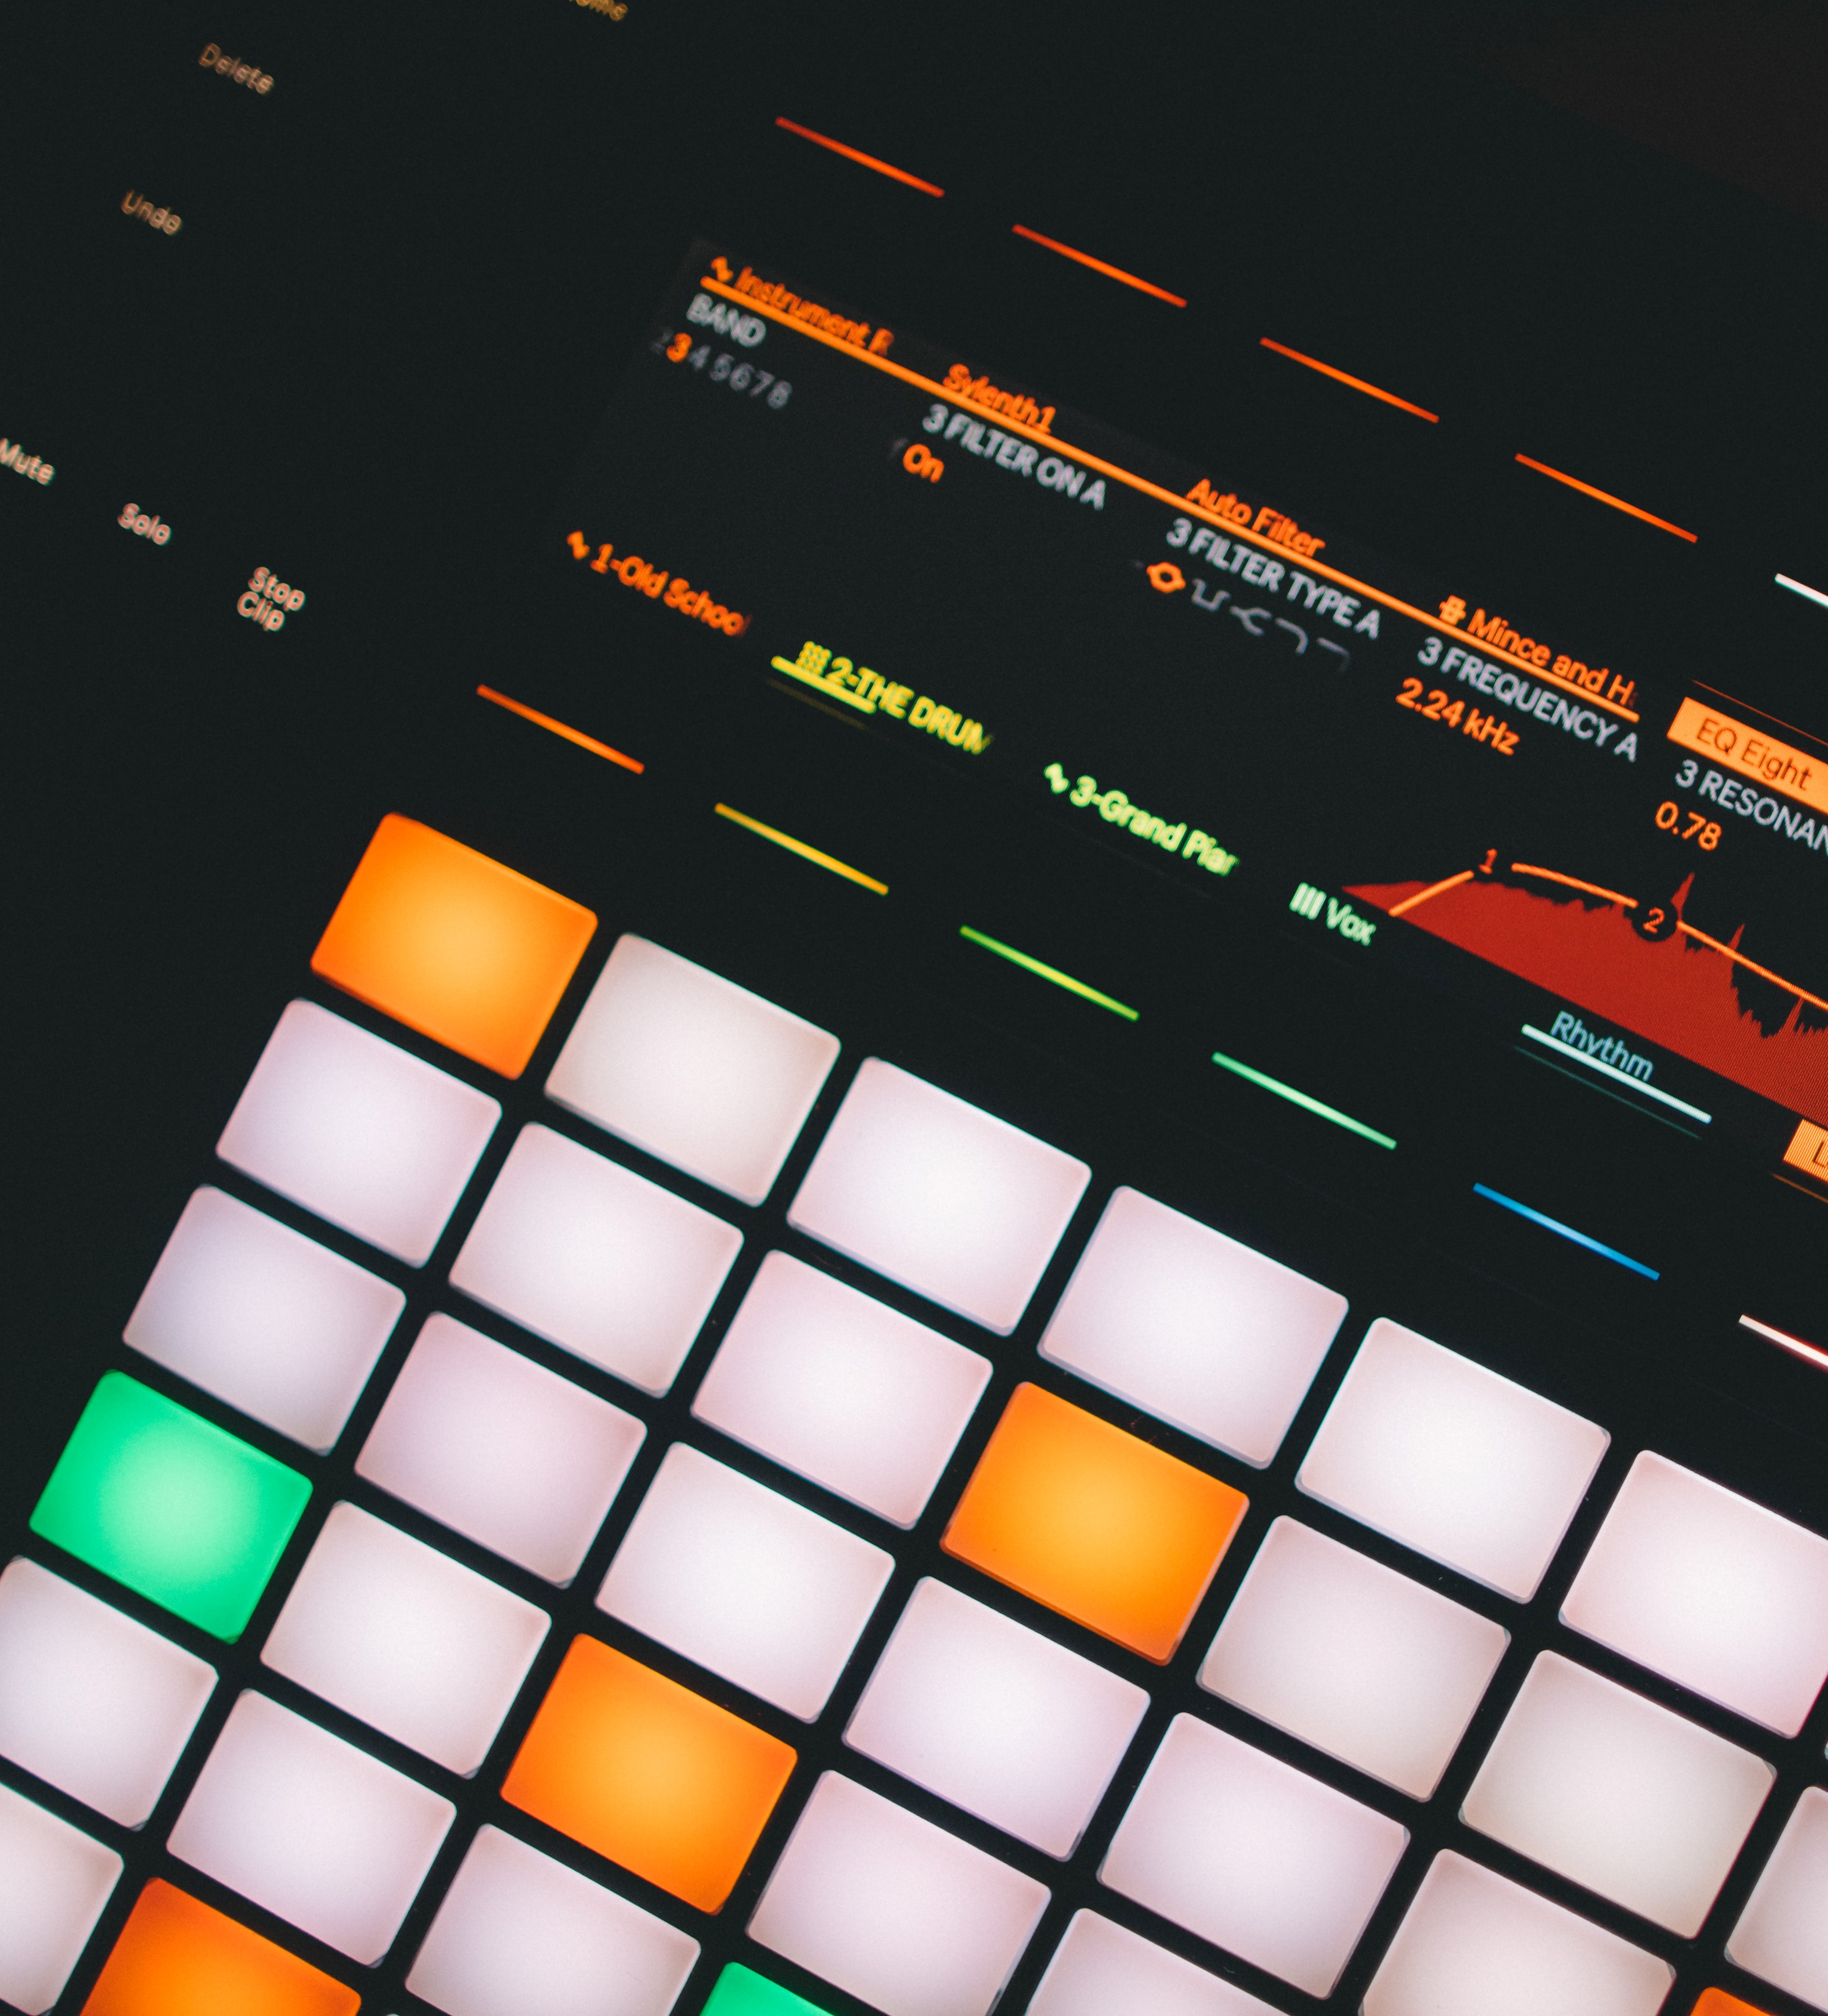 Delete
Undo
Mute
Solo
Stop
Clip
Instrument R
Sylenth1
Auto Filter
Mince and H
EQ Eight
BAND
3 FILTER ON A
3 FILTER TYPE A
3 FREQUENCY A
3 RESONAN
2 3 4 5 6 7 8
On
2.24 kHz
0.78
1
2
1-Old School
2-THE DRUM
3-Grand Pian
Vox
Rhythm